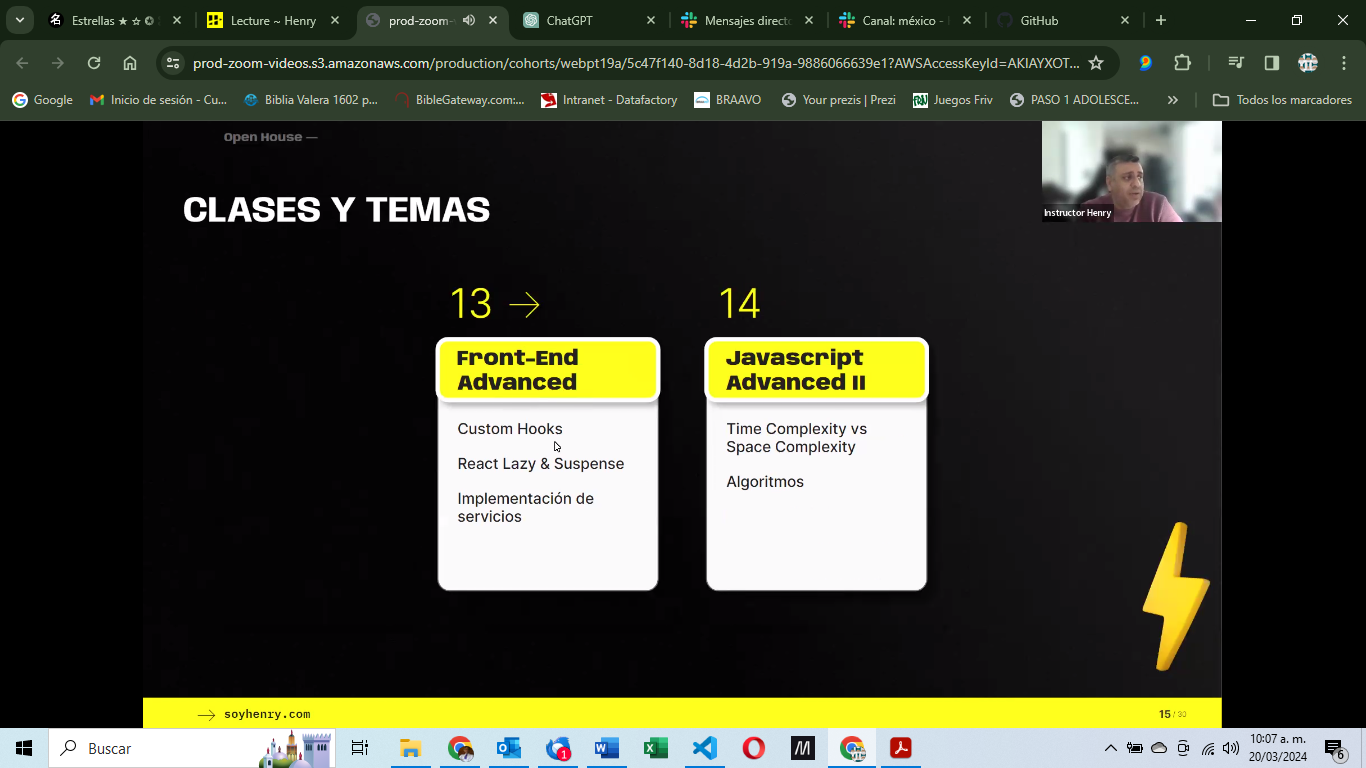 Estrellas ★ ☆ ✪
Lecture ~ Henry
prod-zoom-
ChatGPT
Mensajes direct
Canal: méxico -
GitHub
prod-zoom-videos.s3.amazonaws.com/production/cohorts/webpt19a/5c47f140-8d18-4d2b-919a-9886066639e1?AWSAccessKeyId=AKIAYXOT...
Google
Inicio de sesión - Cu...
Biblia Valera 1602 p...
BibleGateway.com:...
Intranet - Datafactory
BRAAVO
Your prezis | Prezi
Juegos Friv
PASO 1 ADOLESCE...
Todos los marcadores
Open House —
CLASES Y TEMAS
Instructor Henry
13 →
14
Front-End
Advanced
Javascript
Advanced II
Custom Hooks
React Lazy & Suspense
Implementación de
servicios
Time Complexity vs
Space Complexity
Algoritmos
→ soyhenry.com
15 / 30
Buscar
10:07 a. m.
20/03/2024
1
6